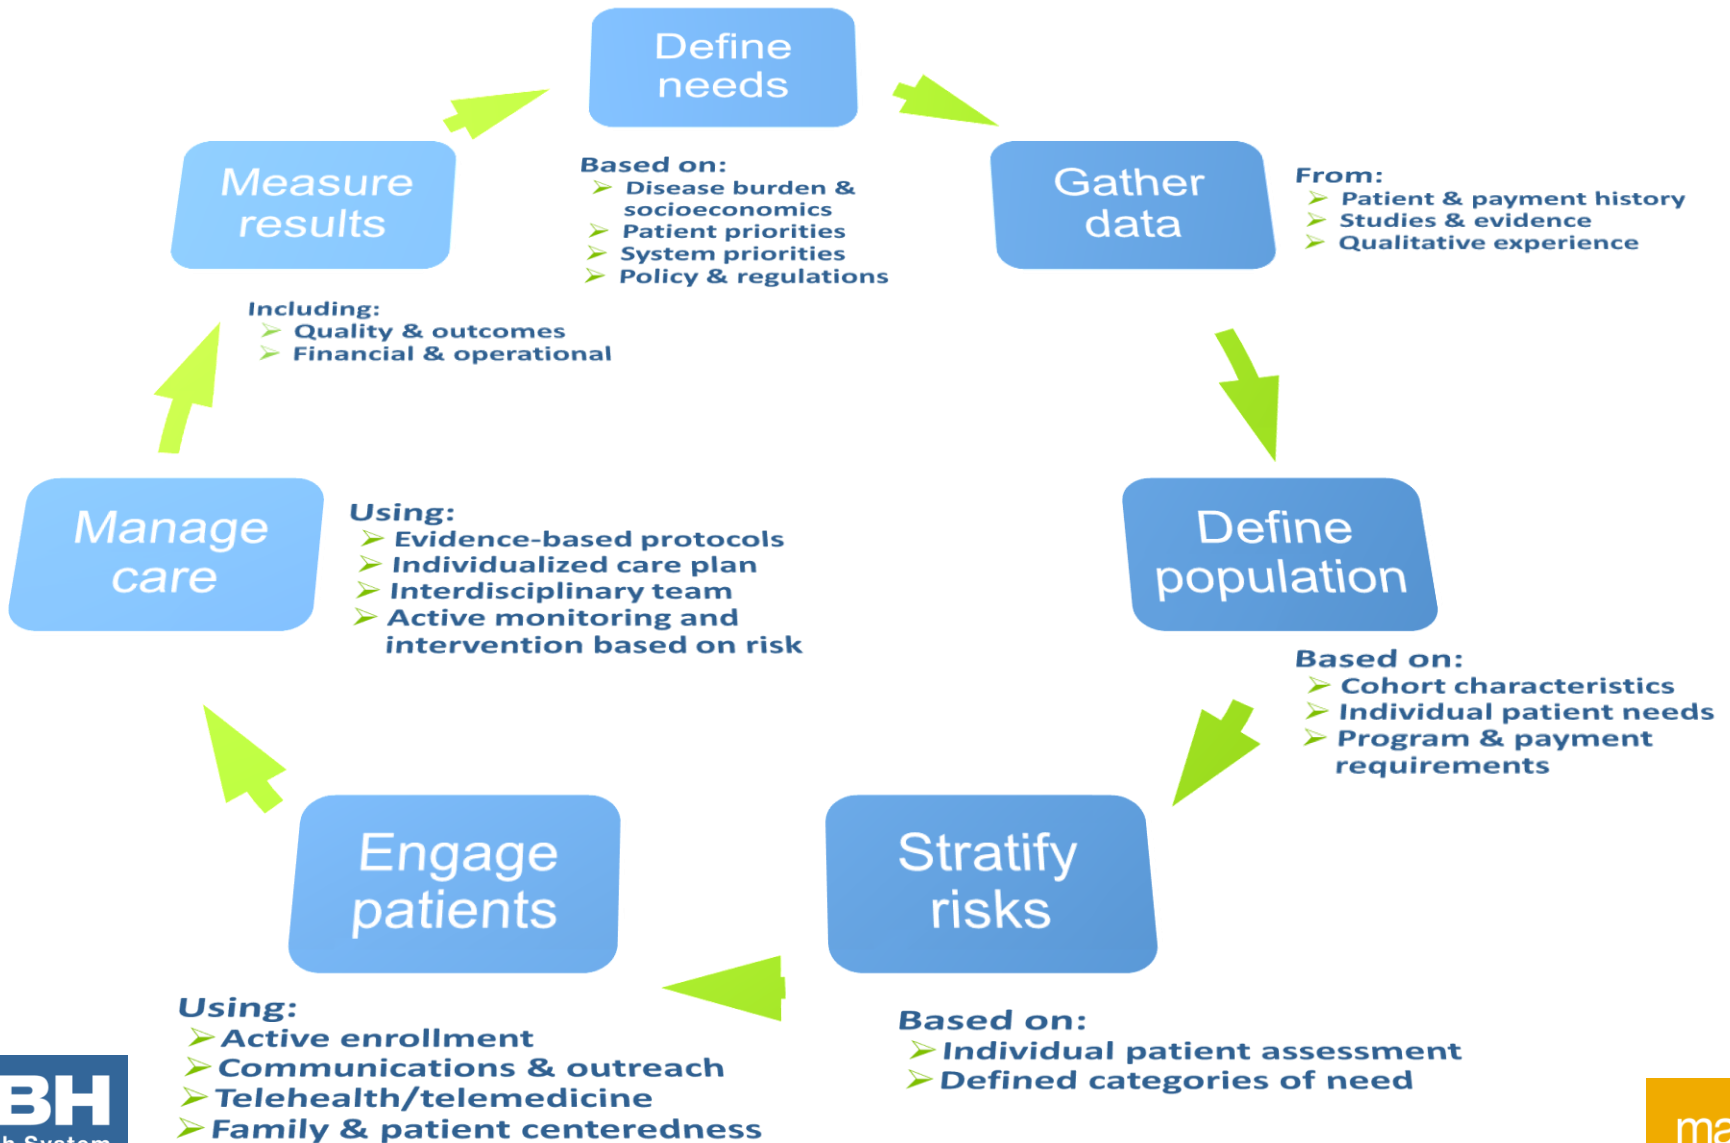 Define
needs
Based on:
Disease burden &
socioeconomics
Patient priorities
System priorities
Policy & regulations
Gather
data
From:
Patient & payment history
Studies & evidence
Qualitative experience
Define
population
Based on:
Cohort characteristics
Individual patient needs
Program & payment
requirements
Stratify
risks
Based on:
Individual patient assessment
Defined categories of need
Engage
patients
Using:
Active enrollment
Communications & outreach
Telehealth/telemedicine
Family & patient centeredness
Manage
care
Using:
Evidence-based protocols
Individualized care plan
Interdisciplinary team
Active monitoring and
intervention based on risk
Measure
results
Including:
Quality & outcomes
Financial & operational
BH
System